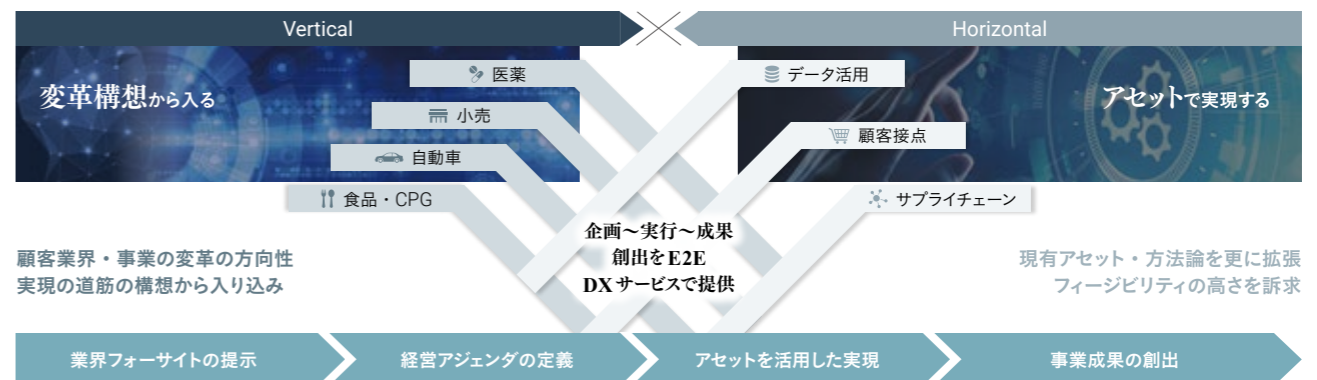 Vertical
Horizontal
変革構想から入る
医薬
小売
自動車
食品・CPG
データ活用
顧客接点
サプライチェーン
アセットで実現する
企画～実行～成果
創出をE2E
DXサービスで提供
顧客業界・事業の変革の方向性
実現の道筋の構想から入り込み
現有アセット・方法論を更に拡張
フィージビリティの高さを訴求
業界フォーサイトの提示
経営アジェンダの定義
アセットを活用した実現
事業成果の創出